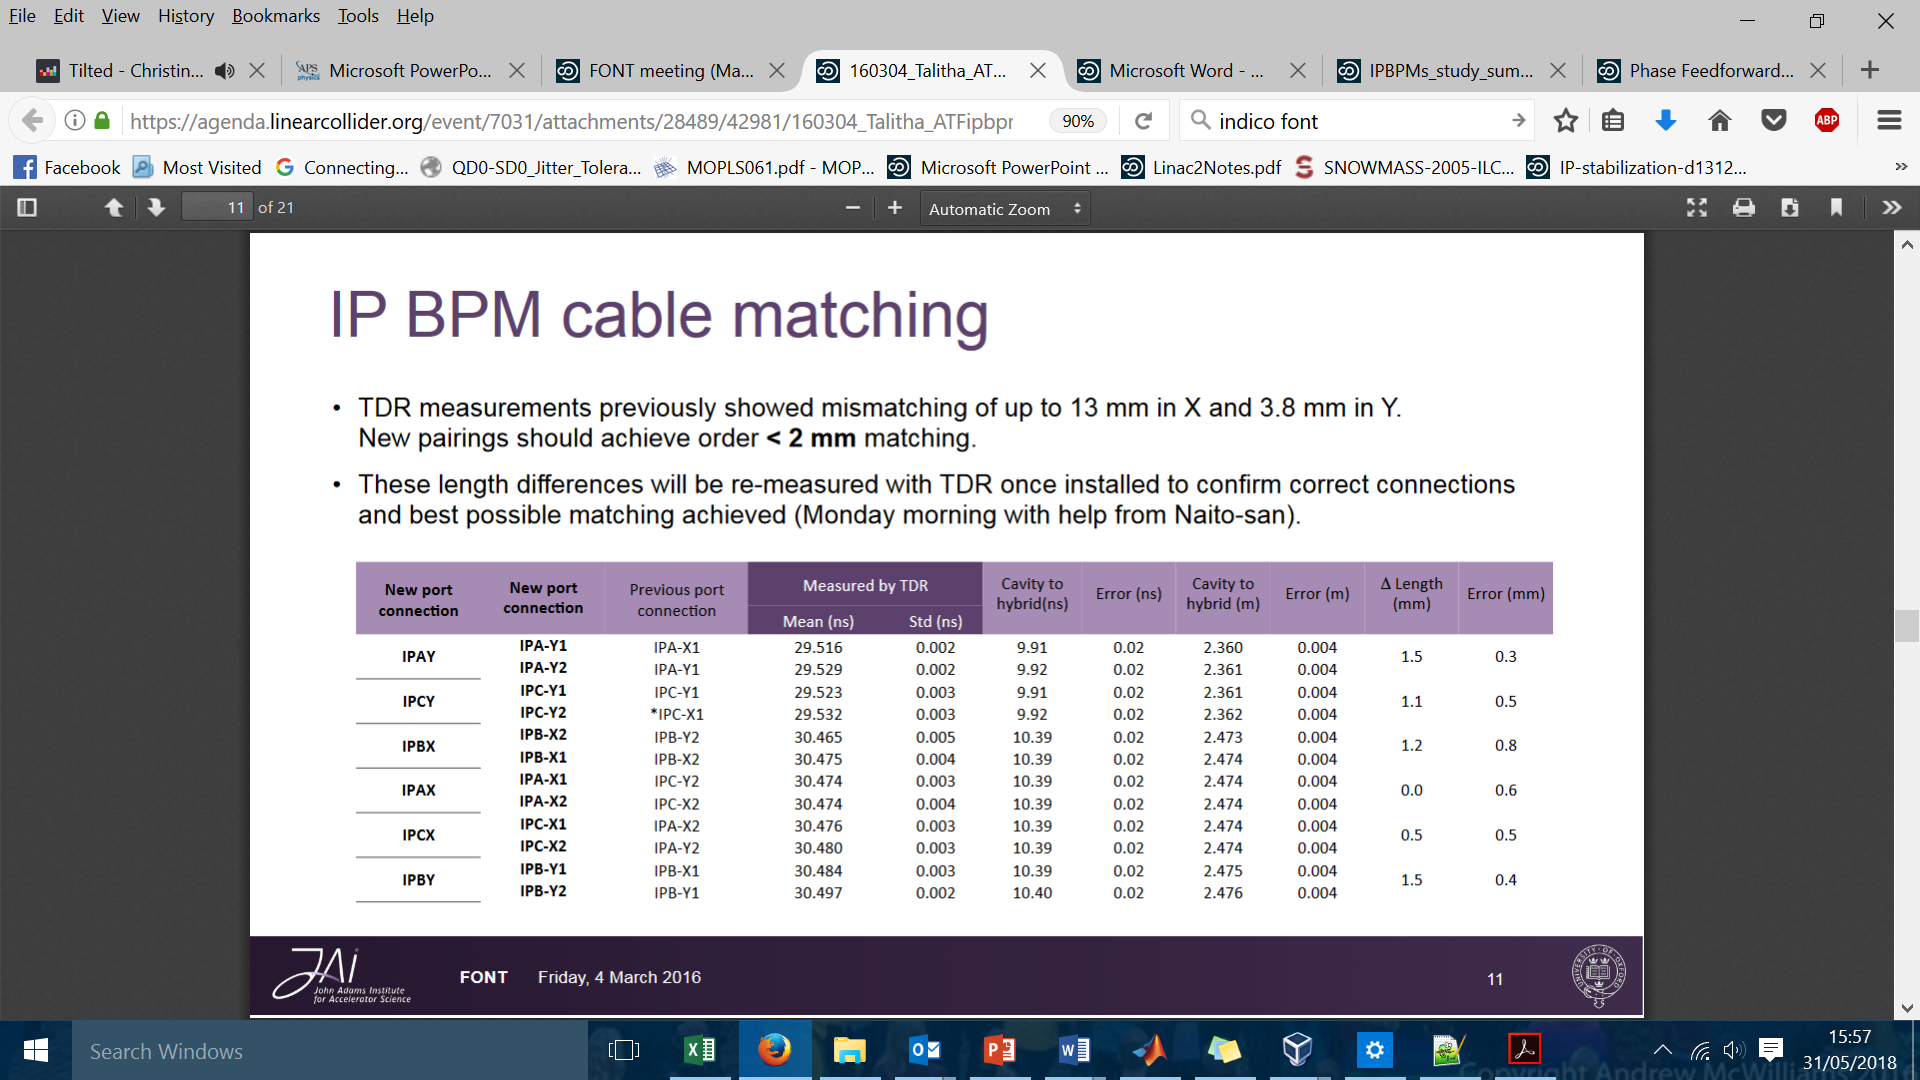 File Edit View History Bookmarks Tools Help
Tilted - Christin...
APS physics Microsoft PowerPo...
FONT meeting (Ma...
160304_Talitha_AT...
Microsoft Word - ...
IPBPMs_study_sum...
Phase Feedforward...
https://agenda.linearcollider.org/event/7031/attachments/28489/42981/160304_Talitha_ATFipbpr
90%
indico font
ABP
Facebook Most Visited Connecting... QD0-SD0_Jitter_Tolera... MOPLS061.pdf - MOP... Microsoft PowerPoint ... Linac2Notes.pdf SNOWMASS-2005-ILC... IP-stabilization-d1312...
11 of 21
Automatic Zoom
IP BPM cable matching
• TDR measurements previously showed mismatching of up to 13 mm in X and 3.8 mm in Y.
New pairings should achieve order < 2 mm matching.
• These length differences will be re-measured with TDR once installed to confirm correct connections
and best possible matching achieved (Monday morning with help from Naito-san).
New port connection New port connection Previous port connection Measured by TDR Mean (ns) Std (ns) Cavity to hybrid(ns) Error (ns) Cavity to hybrid (m) Error (m) Δ Length (mm) Error (mm)
IPAY IPA-Y1 IPA-X1 29.516 0.002 9.91 0.02 2.360 0.004 1.5 0.3
IPA-Y2 IPA-Y1 29.529 0.002 9.92 0.02 2.361 0.004
IPCY IPC-Y1 IPC-Y1 29.523 0.003 9.91 0.02 2.361 0.004 1.1 0.5
IPC-Y2 *IPC-X1 29.532 0.003 9.92 0.02 2.362 0.004
IPBX IPB-X2 IPB-Y2 30.465 0.005 10.39 0.02 2.473 0.004 1.2 0.8
IPB-X1 IPB-X2 30.475 0.004 10.39 0.02 2.474 0.004
IPAX IPA-X1 IPC-Y2 30.474 0.003 10.39 0.02 2.474 0.004 0.0 0.6
IPA-X2 IPC-X2 30.474 0.004 10.39 0.02 2.474 0.004
IPCX IPC-X1 IPA-X2 30.476 0.003 10.39 0.02 2.474 0.004 0.5 0.5
IPC-X2 IPA-Y2 30.480 0.003 10.39 0.02 2.474 0.004
IPBY IPB-Y1 IPB-X1 30.484 0.003 10.39 0.02 2.475 0.004 1.5 0.4
IPB-Y2 IPB-Y1 30.497 0.002 10.40 0.02 2.476 0.004
JAi
John Adams Institute
for Accelerator Science
FONT Friday, 4 March 2016
11
Search Windows
15:57
31/05/2018